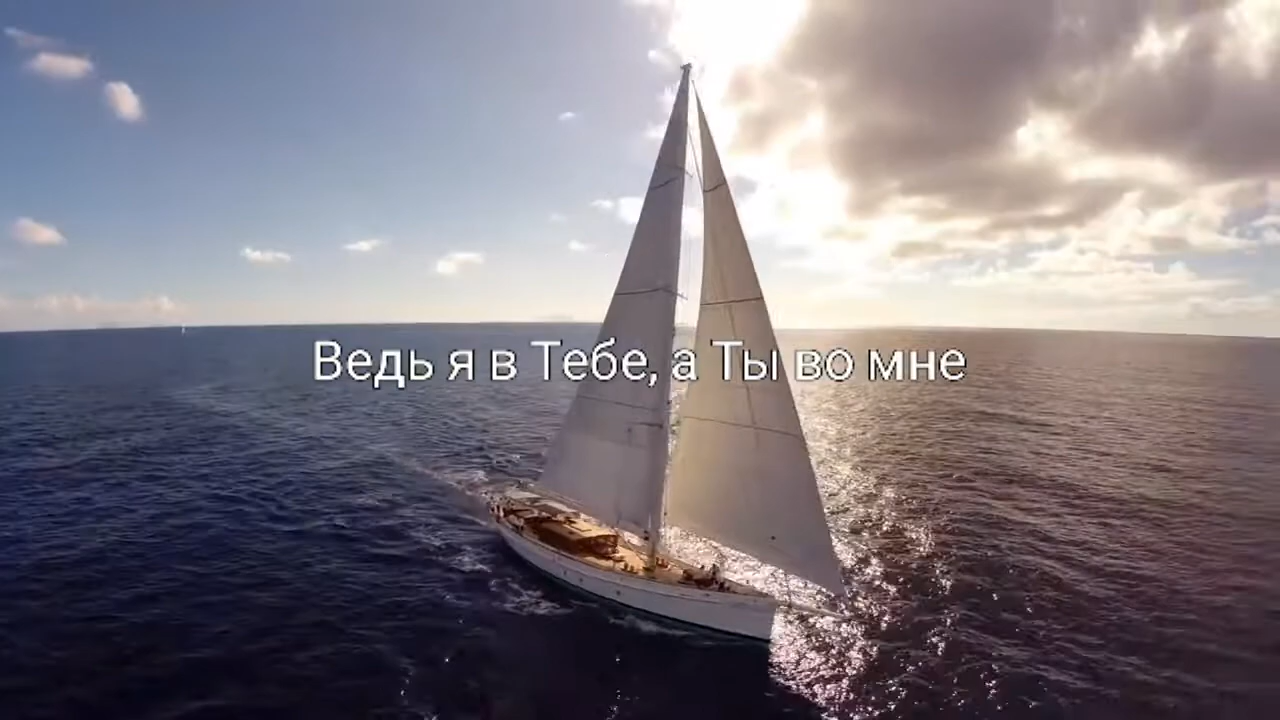 Ведь я в Тебе, а Ты во мне